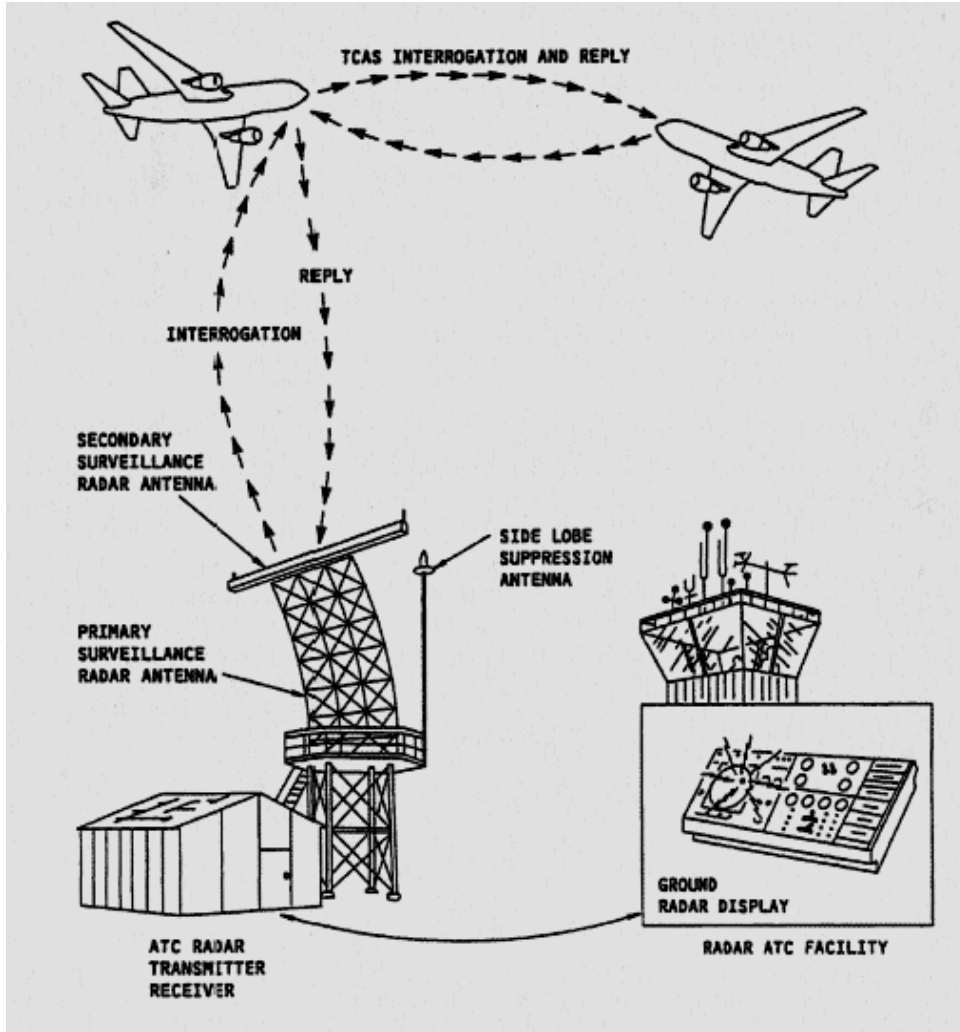 TCAS INTERROGATION AND REPLY
REPLY
INTERROGATION
SECONDARY
SURVEILLANCE
RADAR ANTENNA
SIDE LOBE
SUPPRESSION
ANTENNA
PRIMARY
SURVEILLANCE
RADAR ANTENNA
GROUND
RADAR DISPLAY
ATC RADAR
TRANSMITTER
RECEIVER
RADAR ATC FACILITY